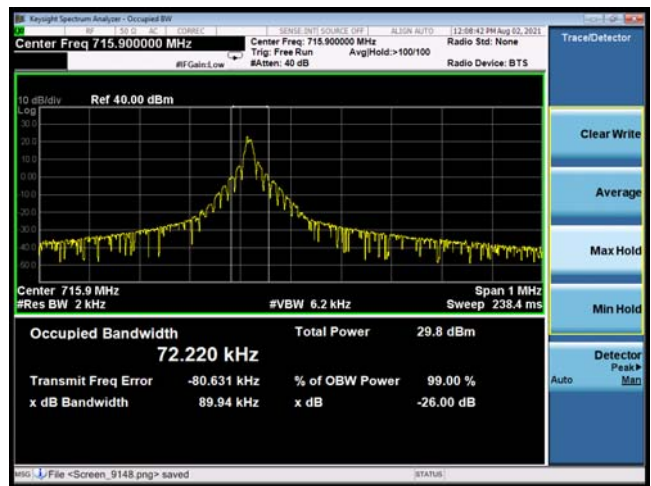 Keysight Spectrum Analyzer - Occupied BW
RF 50 Ω AC CORREC SENSE:INT SOURCE OFF ALIGN AUTO 12:08:42 PM Aug 02, 2021
Center Freq 715.900000 MHz Center Freq: 715.900000 MHz Radio Std: None
Trig: Free Run Avg|Hold:>100/100
#IFGain:Low #Atten: 40 dB Radio Device: BTS
Trace/Detector
10 dB/div Ref 40.00 dBm
Log
30.0
20.0
10.0
0.00
-10.0
-20.0
-30.0
-40.0
-50.0
Center 715.9 MHz Span 1 MHz
#Res BW 2 kHz #VBW 6.2 kHz Sweep 238.4 ms
Occupied Bandwidth Total Power 29.8 dBm
72.220 kHz
Transmit Freq Error -80.631 kHz % of OBW Power 99.00 %
x dB Bandwidth 89.94 kHz x dB -26.00 dB
Clear Write
Average
Max Hold
Min Hold
Detector
Peak▶
Auto Man
MSG File <Screen_9148.png> saved STATUS